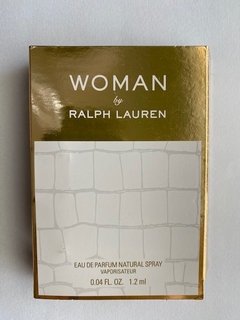 WOMAN
by
RALPH LAUREN
EAU DE PARFUM NATURAL SPRAY
VAPORISATEUR
0.04 FL. OZ. 1.2 ml